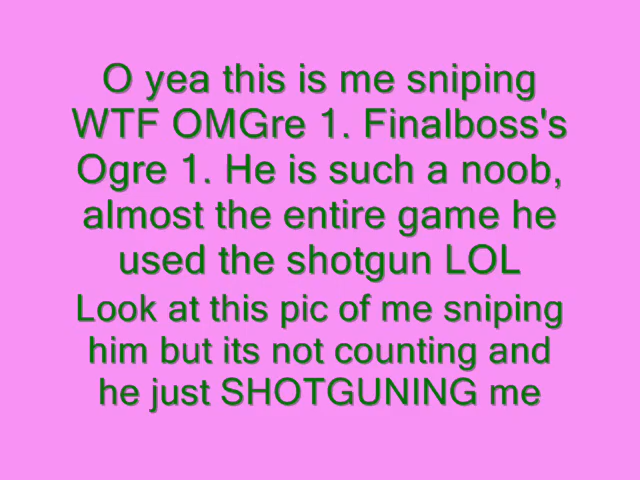 O yea this is me sniping
WTF OMGre 1. Finalboss's
Ogre 1. He is such a noob,
almost the entire game he
used the shotgun LOL
Look at this pic of me sniping
him but its not counting and
he just SHOTGUNING me